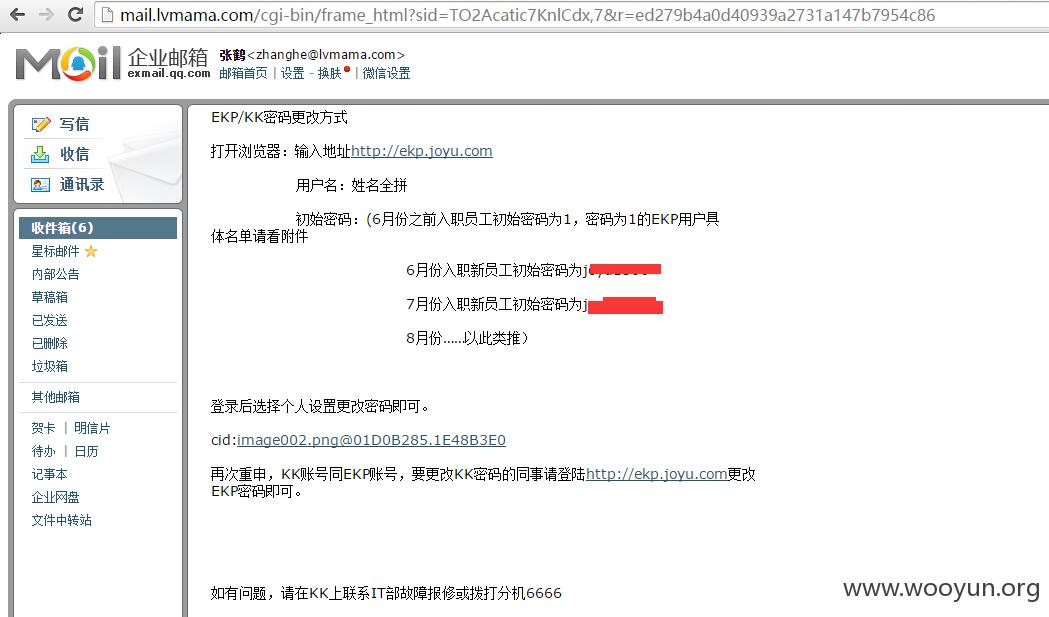 mail.lvmama.com/cgi-bin/frame_html?sid=TO2Acatic7KnlCdx,7&r=ed279b4a0d40939a2731a147b7954c86
Mail 企业邮箱
exmail.qq.com
张鹤<zhanghe@lvmama.com>
邮箱首页 | 设置 - 换肤 | 微信设置
写信
收信
通讯录
收件箱(6)
星标邮件
内部公告
草稿箱
已发送
已删除
垃圾箱
其他邮箱
贺卡 | 明信片
待办 | 日历
记事本
企业网盘
文件中转站
EKP/KK密码更改方式
打开浏览器：输入地址http://ekp.joyu.com
用户名：姓名全拼
初始密码：(6月份之前入职员工初始密码为1，密码为1的EKP用户具
体名单请看附件
6月份入职新员工初始密码为j
7月份入职新员工初始密码为j
8月份……以此类推）
登录后选择个人设置更改密码即可。
cid:image002.png@01D0B285.1E48B3E0
再次重申，KK账号同EKP账号，要更改KK密码的同事请登陆http://ekp.joyu.com更改
EKP密码即可。
如有问题，请在KK上联系IT部故障报修或拨打分机6666
www.wooyun.org